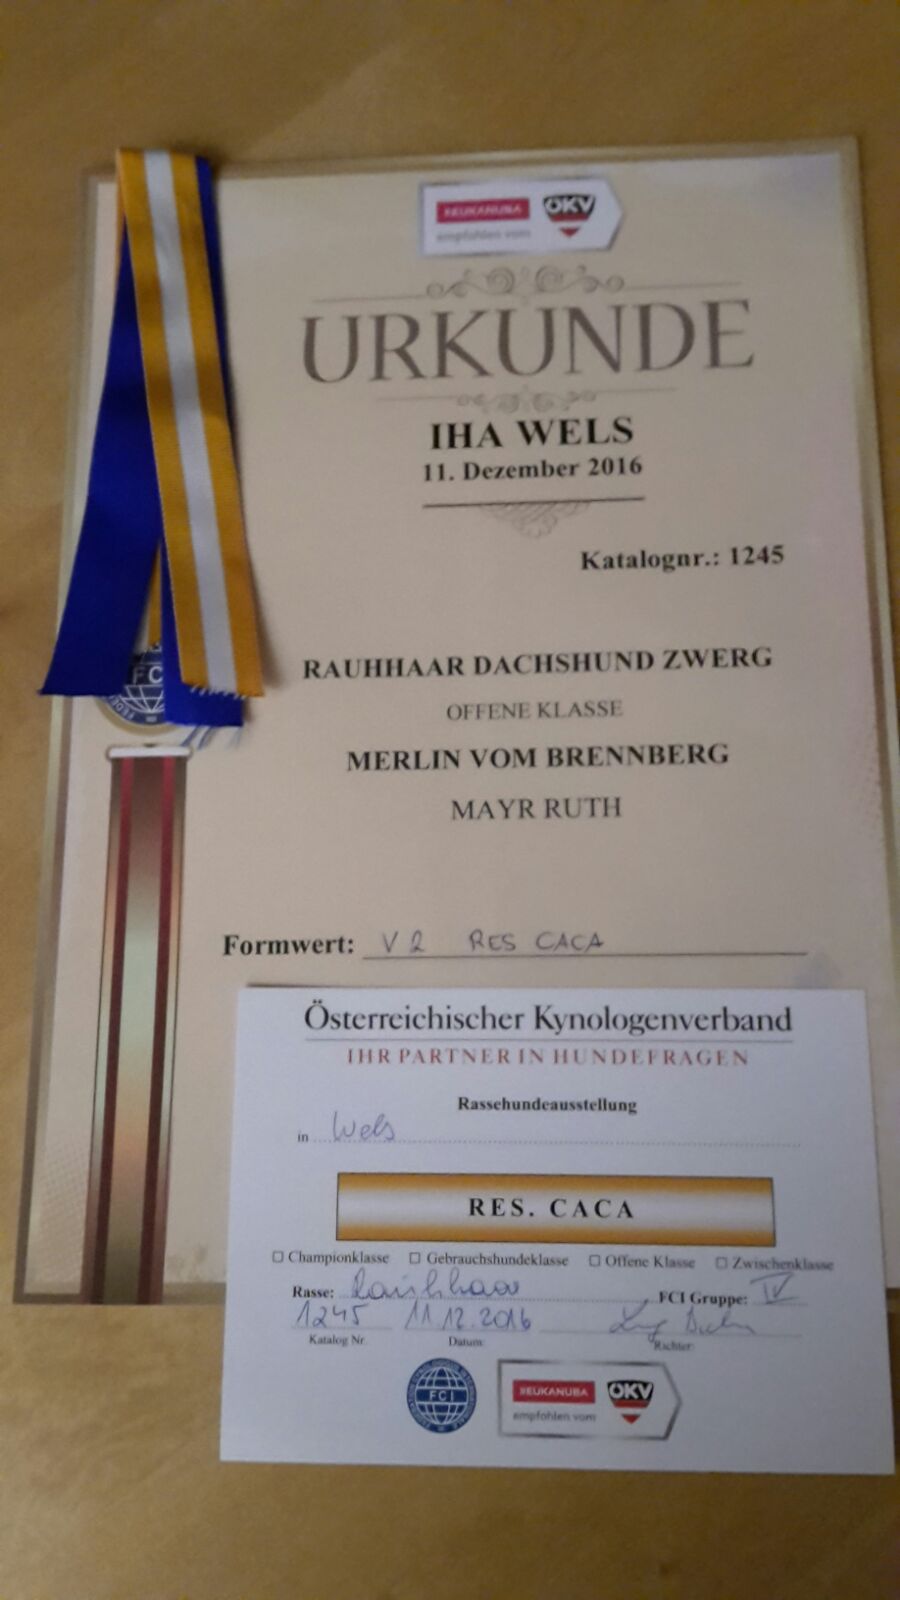 EUKANUBA ÖKV
empfohlen vom
URKUNDE
IHA WELS
11. Dezember 2016
Katalognr.: 1245
FCI
RAUHHAAR DACHSHUND ZWERG
OFFENE KLASSE
MERLIN VOM BRENNBERG
MAYR RUTH
Formwert: V2 RES CACA
Österreichischer Kynologenverband
IHR PARTNER IN HUNDEFRAGEN
Rassehundeausstellung
in Wels
RES. CACA
☐ Championklasse ☐ Gebrauchshundeklasse ☐ Offene Klasse ☐ Zwischenklasse
Rasse: Rauhhaar FCI Gruppe: IV
1245 11.12.2016
Katalog Nr. Datum: Richter:
FCI
EUKANUBA ÖKV
empfohlen vom